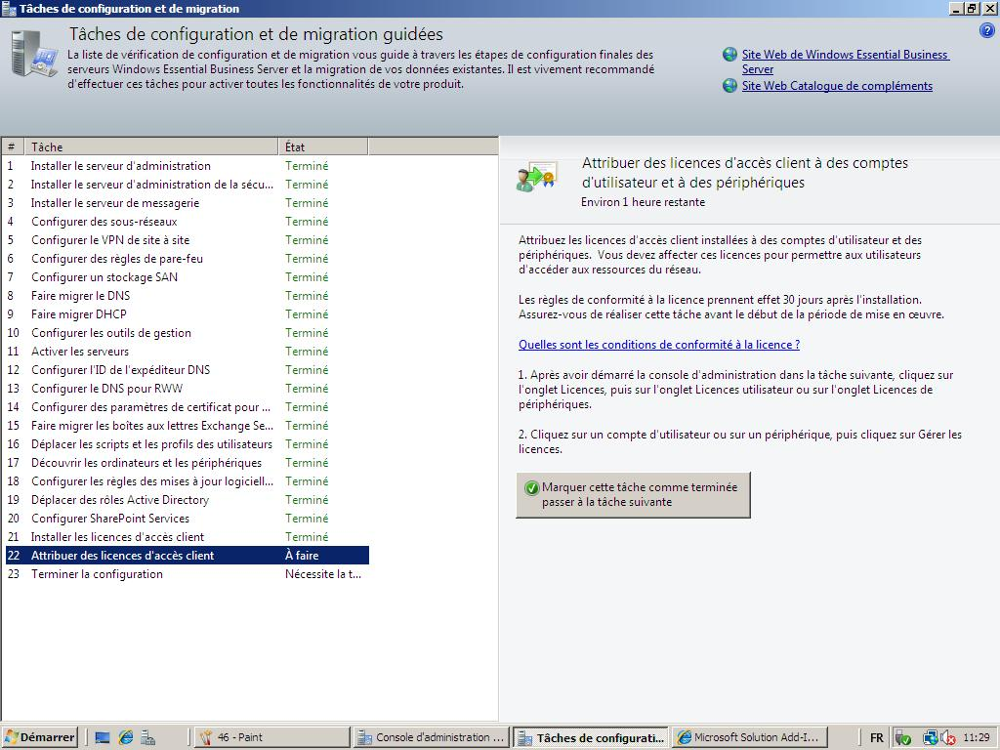 Tâches de configuration et de migration
Tâches de configuration et de migration guidées
La liste de vérification de configuration et de migration vous guide à travers les étapes de configuration finales des
serveurs Windows Essential Business Server et la migration de vos données existantes. Il est vivement recommandé
d'effectuer ces tâches pour activer toutes les fonctionnalités de votre produit.
Site Web de Windows Essential Business
Server
Site Web Catalogue de compléments
# Tâche État
1 Installer le serveur d'administration Terminé
2 Installer le serveur d'administration de la sécu... Terminé
3 Installer le serveur de messagerie Terminé
4 Configurer des sous-réseaux Terminé
5 Configurer le VPN de site à site Terminé
6 Configurer des règles de pare-feu Terminé
7 Configurer un stockage SAN Terminé
8 Faire migrer le DNS Terminé
9 Faire migrer DHCP Terminé
10 Configurer les outils de gestion Terminé
11 Activer les serveurs Terminé
12 Configurer l'ID de l'expéditeur DNS Terminé
13 Configurer le DNS pour RWW Terminé
14 Configurer des paramètres de certificat pour ... Terminé
15 Faire migrer les boîtes aux lettres Exchange Se... Terminé
16 Déplacer les scripts et les profils des utilisateurs Terminé
17 Découvrir les ordinateurs et les périphériques Terminé
18 Configurer les règles des mises à jour logiciell... Terminé
19 Déplacer des rôles Active Directory Terminé
20 Configurer SharePoint Services Terminé
21 Installer les licences d'accès client Terminé
22 Attribuer des licences d'accès client À faire
23 Terminer la configuration Nécessite la t...
Attribuer des licences d'accès client à des comptes
d'utilisateur et à des périphériques
Environ 1 heure restante
Attribuez les licences d'accès client installées à des comptes d'utilisateur et des
périphériques. Vous devez affecter ces licences pour permettre aux utilisateurs
d'accéder aux ressources du réseau.
Les règles de conformité à la licence prennent effet 30 jours après l'installation.
Assurez-vous de réaliser cette tâche avant le début de la période de mise en œuvre.
Quelles sont les conditions de conformité à la licence ?
1. Après avoir démarré la console d'administration dans la tâche suivante, cliquez sur
l'onglet Licences, puis sur l'onglet Licences utilisateur ou sur l'onglet Licences de
périphériques.
2. Cliquez sur un compte d'utilisateur ou sur un périphérique, puis cliquez sur Gérer les
licences.
Marquer cette tâche comme terminée
passer à la tâche suivante
Démarrer 46 - Paint Console d'administration ... Tâches de configurati... Microsoft Solution Add-I... FR 11:29